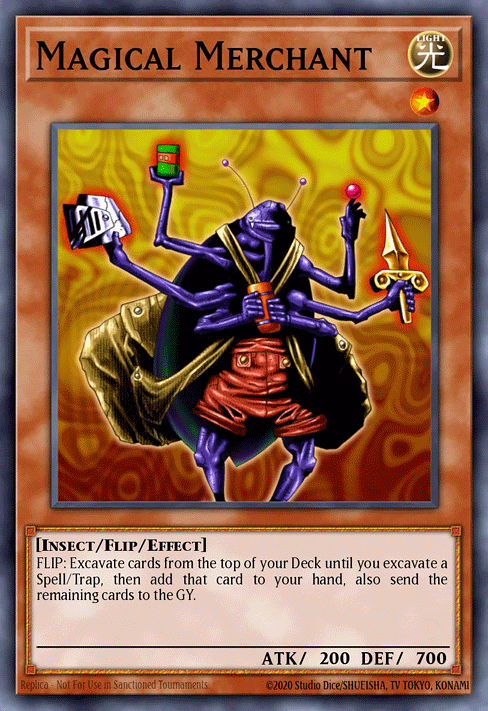 Magical Merchant
LIGHT
光
[Insect/Flip/Effect]
FLIP: Excavate cards from the top of your Deck until you excavate a
Spell/Trap, then add that card to your hand, also send the
remaining cards to the GY.
ATK/ 200 DEF/ 700
Replica - Not For Use in Sanctioned Tournaments
©2020 Studio Dice/SHUEISHA, TV TOKYO, KONAMI